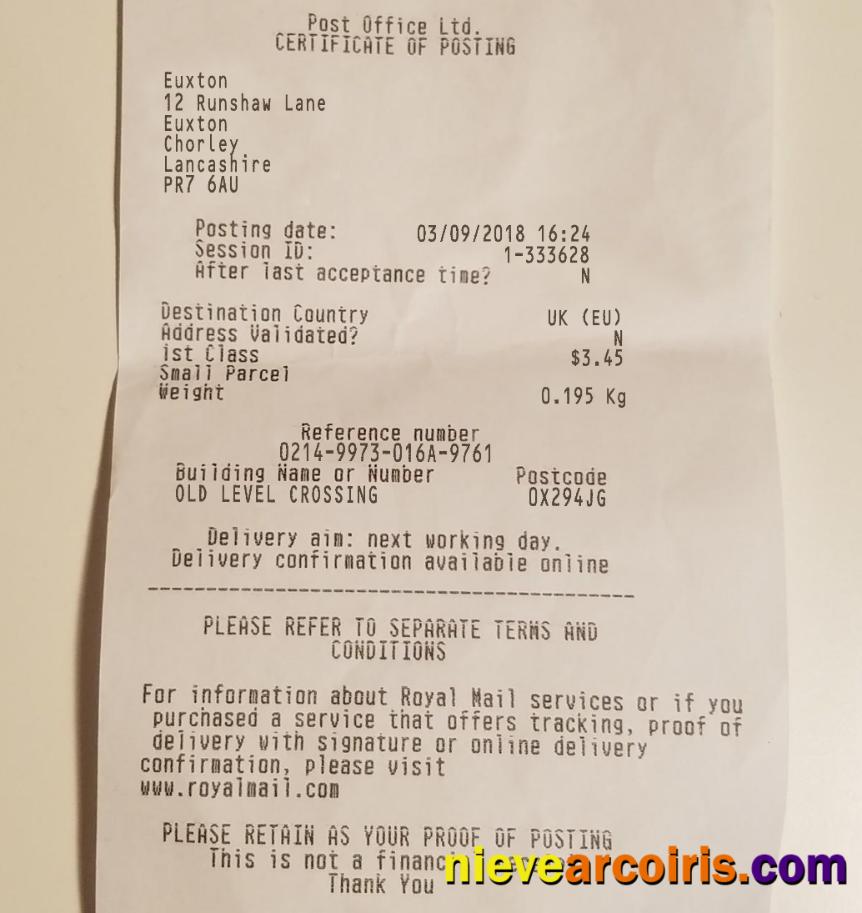 Post Office Ltd.
CERTIFICATE OF POSTING
Euxton
12 Runshaw Lane
Euxton
Chorley
Lancashire
PR7 6AU
Posting date: 03/09/2018 16:24
Session ID: 1-333628
After last acceptance time? N
Destination Country UK (EU)
Address Validated? N
1st Class $3.45
Small Parcel
Weight 0.195 Kg
Reference number
0214-9973-016A-9761
Building Name or Number Postcode
OLD LEVEL CROSSING OX294JG
Delivery aim: next working day.
Delivery confirmation available online
PLEASE REFER TO SEPARATE TERMS AND
CONDITIONS
For information about Royal Mail services or if you
purchased a service that offers tracking, proof of
delivery with signature or online delivery
confirmation, please visit
www.royalmail.com
PLEASE RETAIN AS YOUR PROOF OF POSTING
This is not a
Thank You
nievearcoiris.com